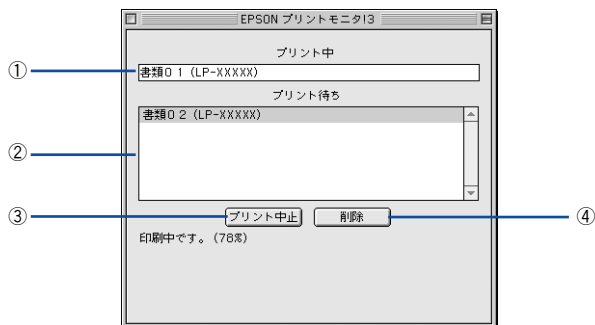 EPSON プリントモニタ!3
プリント中
① 書類０１ (LP-XXXXX)
プリント待ち
書類０２ (LP-XXXXX)
②
③ プリント中止 削除 ④
印刷中です。(78%)